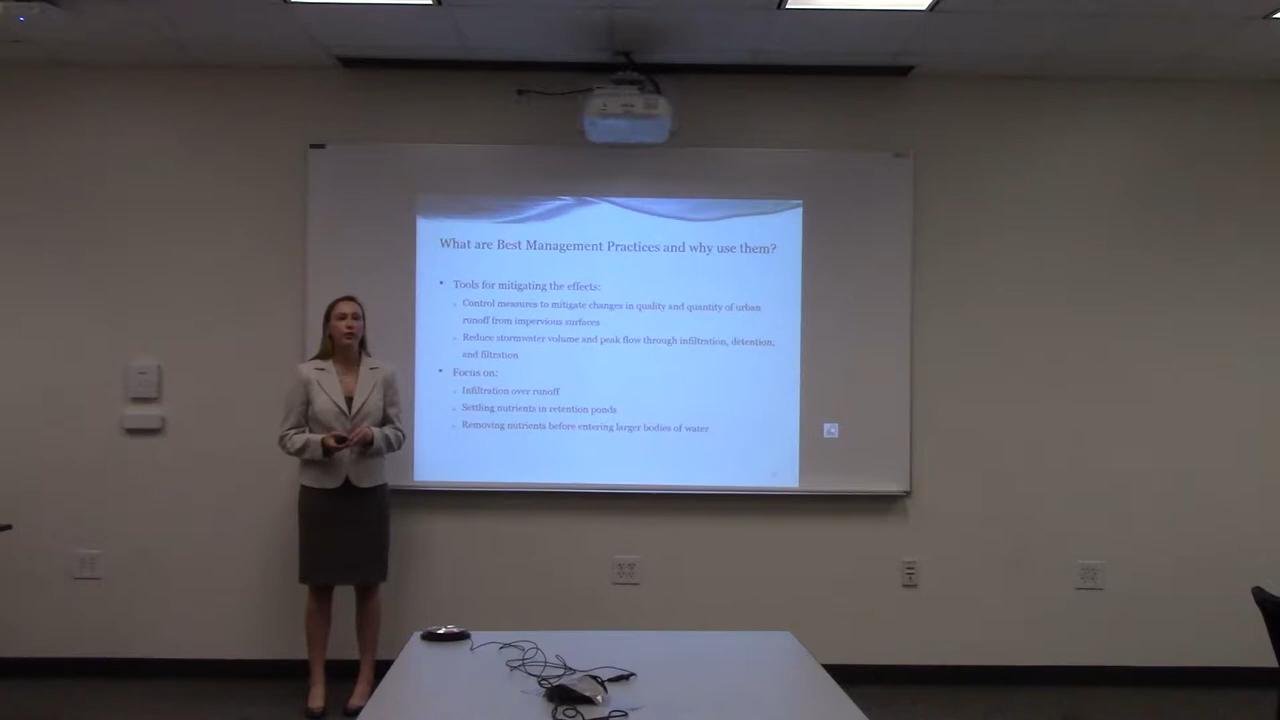 What are Best Management Practices and why use them?
Tools for mitigating the effects:
Control measures to mitigate changes in quality and quantity of urban
runoff from impervious surfaces
Reduce stormwater volume and peak flow through infiltration, detention,
and filtration
Focus on:
Infiltration over runoff
Settling nutrients in retention ponds
Removing nutrients before entering larger bodies of water